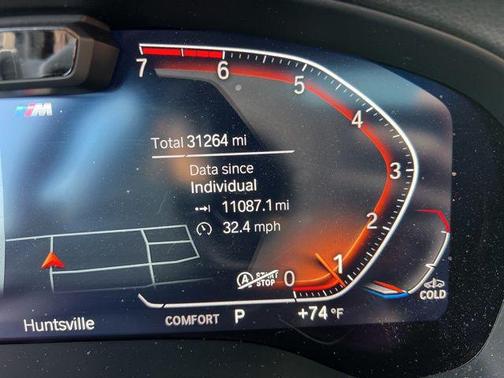 7 6 5 4 3 2 1 0
M
Total 31264 mi
Data since
Individual
11087.1 mi
32.4 mph
A START
STOP
COLD
Huntsville COMFORT P +74 °F